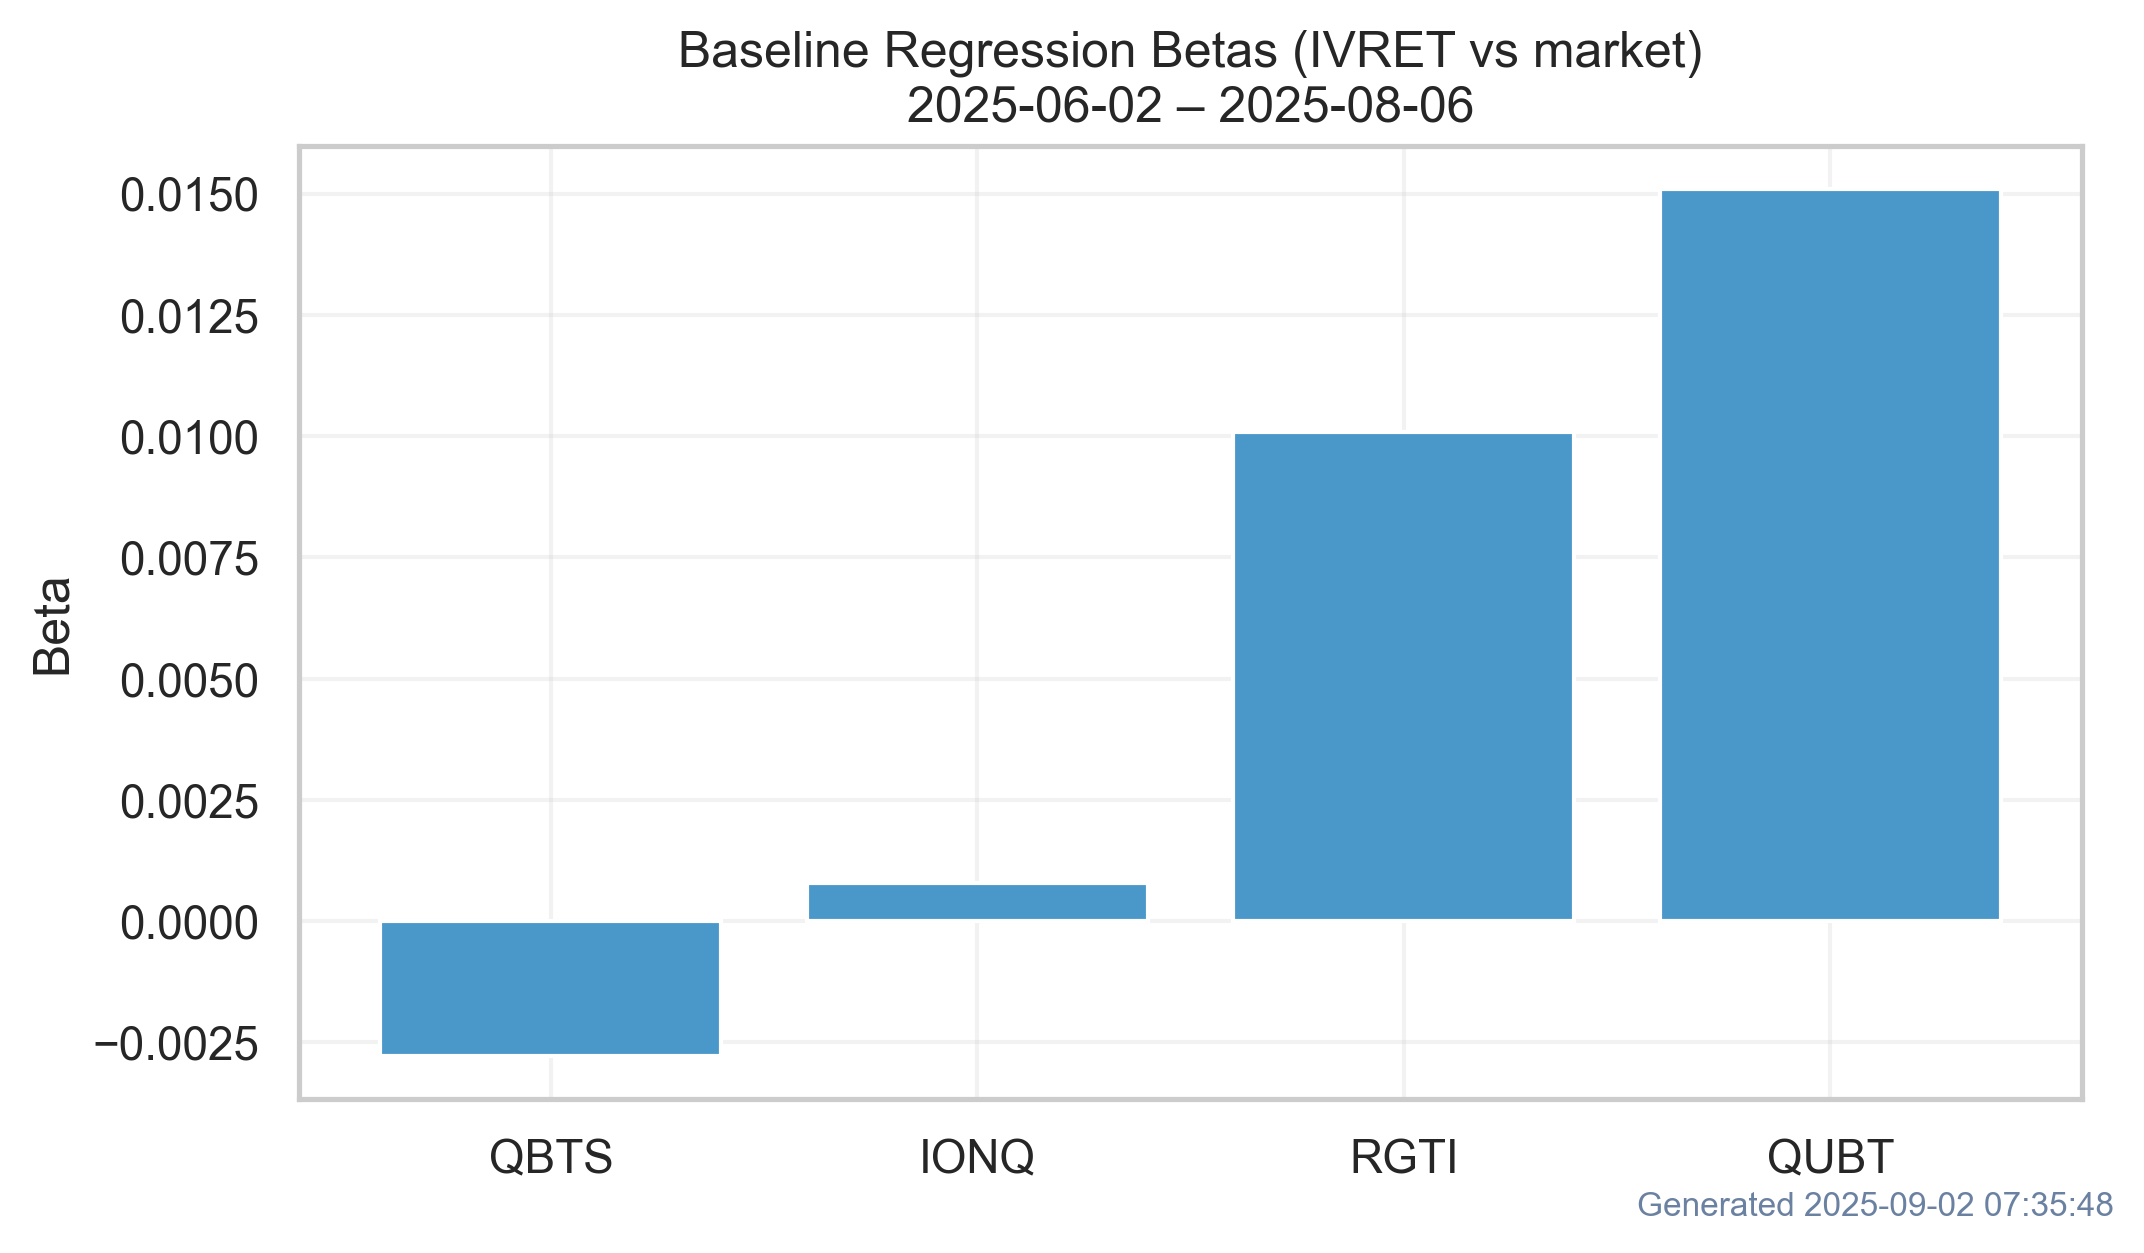 Baseline Regression Betas (IVRET vs market)
2025-06-02 – 2025-08-06
Beta
0.0150
0.0125
0.0100
0.0075
0.0050
0.0025
0.0000
−0.0025
QBTS
IONQ
RGTI
QUBT
Generated 2025-09-02 07:35:48